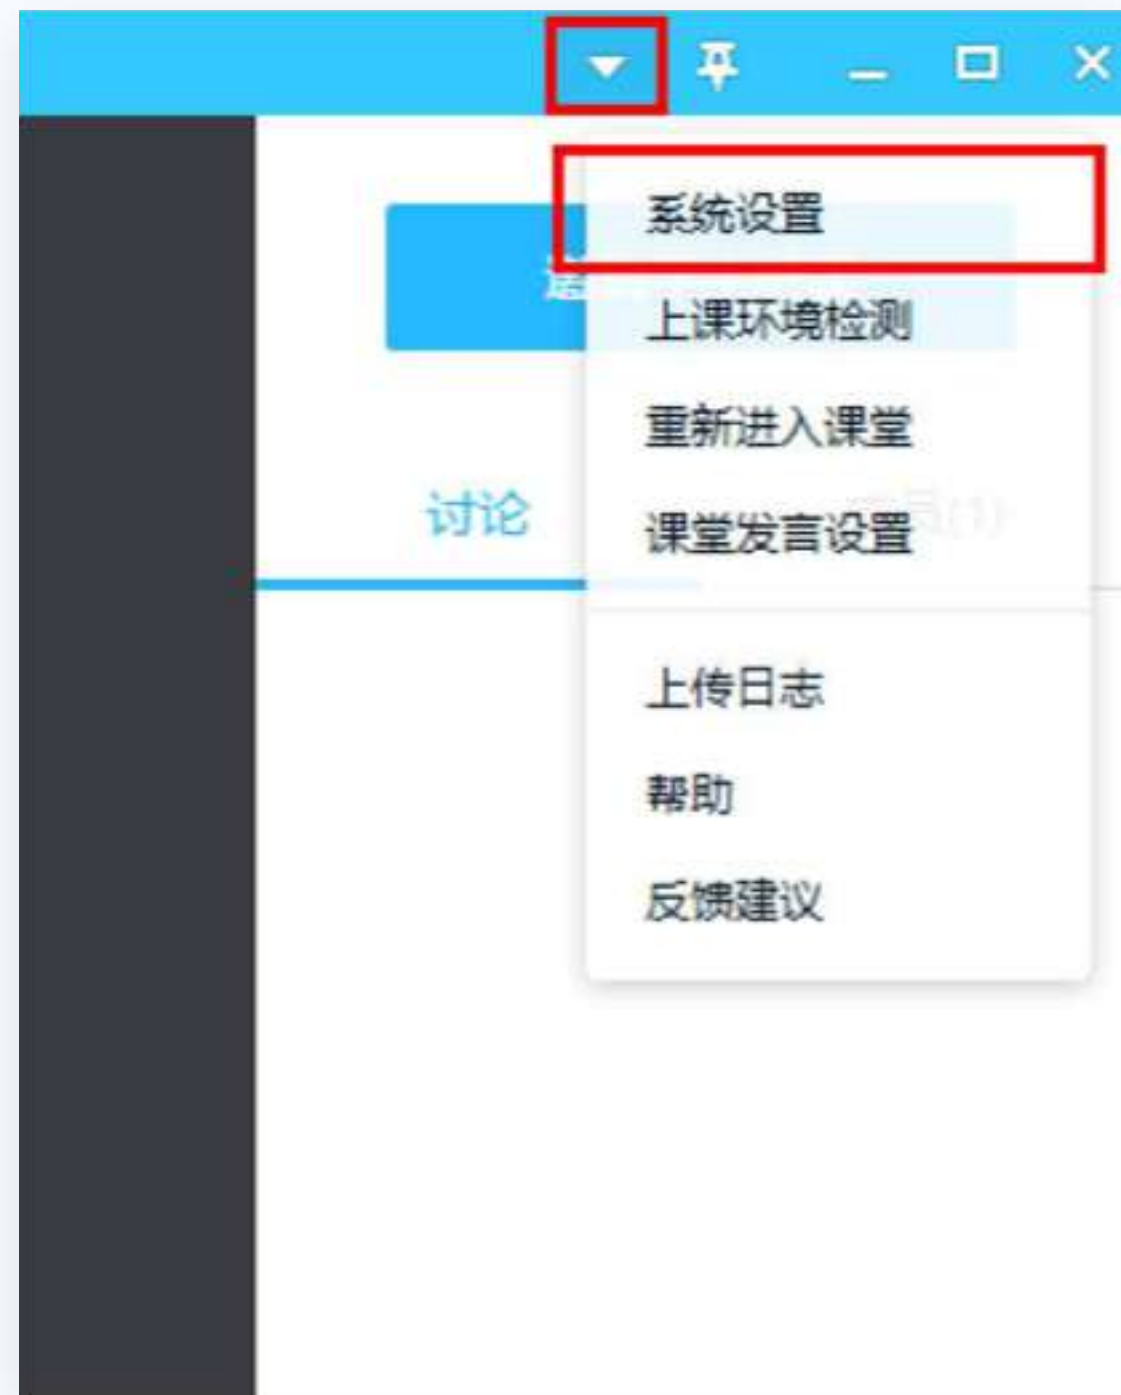 系统设置
上课环境检测
重新进入课堂
讨论
课堂发言设置
上传日志
帮助
反馈建议